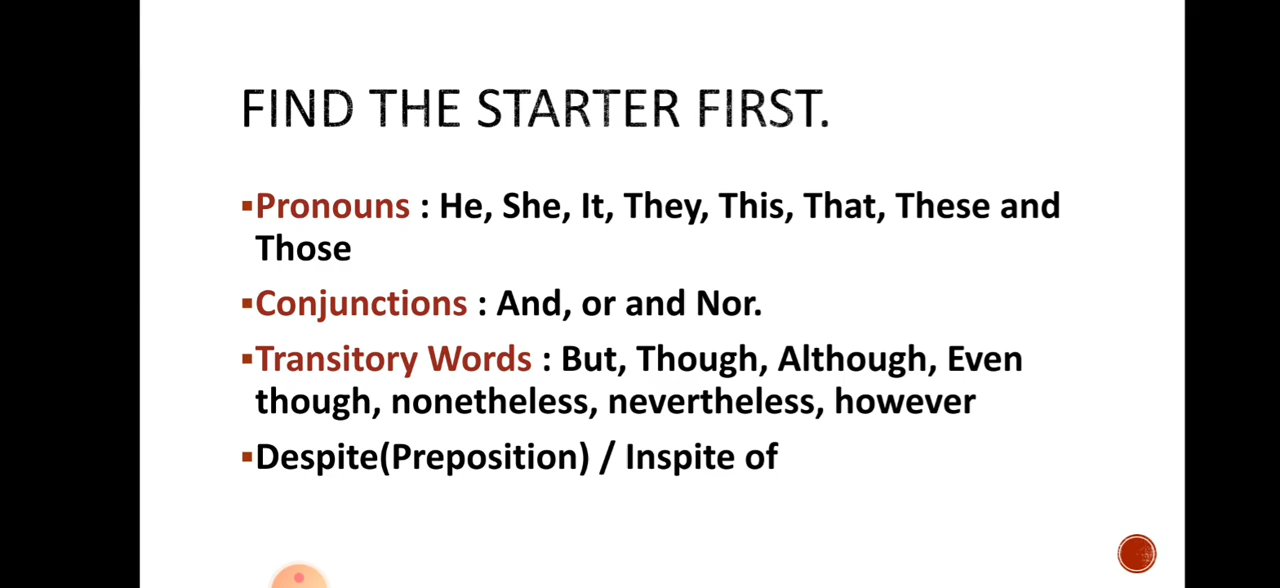 FIND THE STARTER FIRST.
▪Pronouns : He, She, It, They, This, That, These and
Those
▪Conjunctions : And, or and Nor.
▪Transitory Words : But, Though, Although, Even
though, nonetheless, nevertheless, however
▪Despite(Preposition) / Inspite of